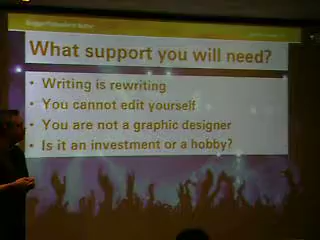 What support you will need?
• Writing is rewriting
• You cannot edit yourself
• You are not a graphic designer
• Is it an investment or a hobby?